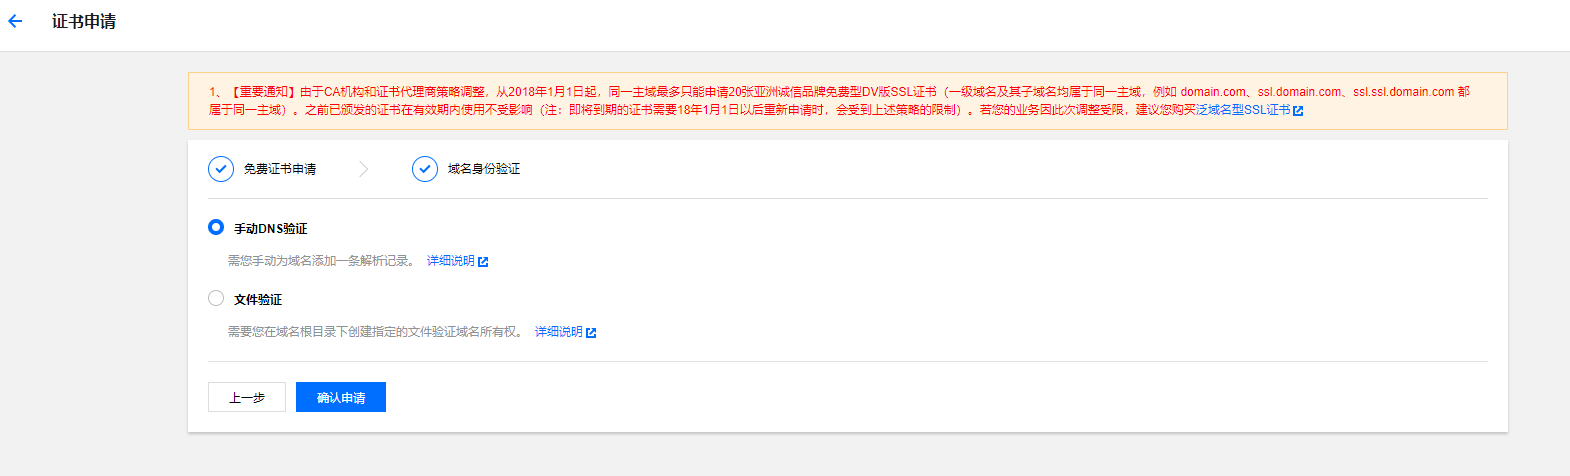 证书申请
1、【重要通知】由于CA机构和证书代理商策略调整，从2018年1月1日起，同一主域最多只能申请20张亚洲诚信品牌免费型DV版SSL证书（一级域名及其子域名均属于同一主域，例如 domain.com、ssl.domain.com、ssl.ssl.domain.com 都
属于同一主域）。之前已颁发的证书在有效期内使用不受影响（注：即将到期的证书需要18年1月1日以后重新申请时，会受到上述策略的限制）。若您的业务因此次调整受限，建议您购买泛域名型SSL证书
免费证书申请
域名身份验证
手动DNS验证
需您手动为域名添加一条解析记录。 详细说明
文件验证
需要您在域名根目录下创建指定的文件验证域名所有权。 详细说明
上一步
确认申请